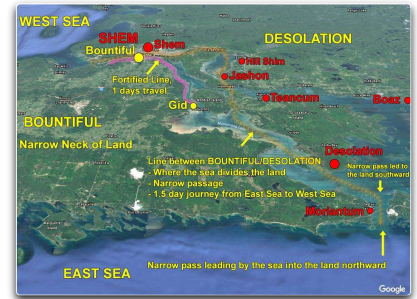 WEST SEA
DESOLATION
SHEM
Shem
Bountiful
Hill Shim
Jashon
Fortified Line,
1 days travel
Gid
Teancum
Boaz
BOUNTIFUL
Narrow Neck of Land
Line between BOUNTIFUL/DESOLATION
- Where the sea divides the land
- Narrow passage
- 1.5 day journey from East Sea to West Sea
Desolation
Narrow pass led to
the land southward
Moriantum
EAST SEA
Narrow pass leading by the sea into the land northward
Google